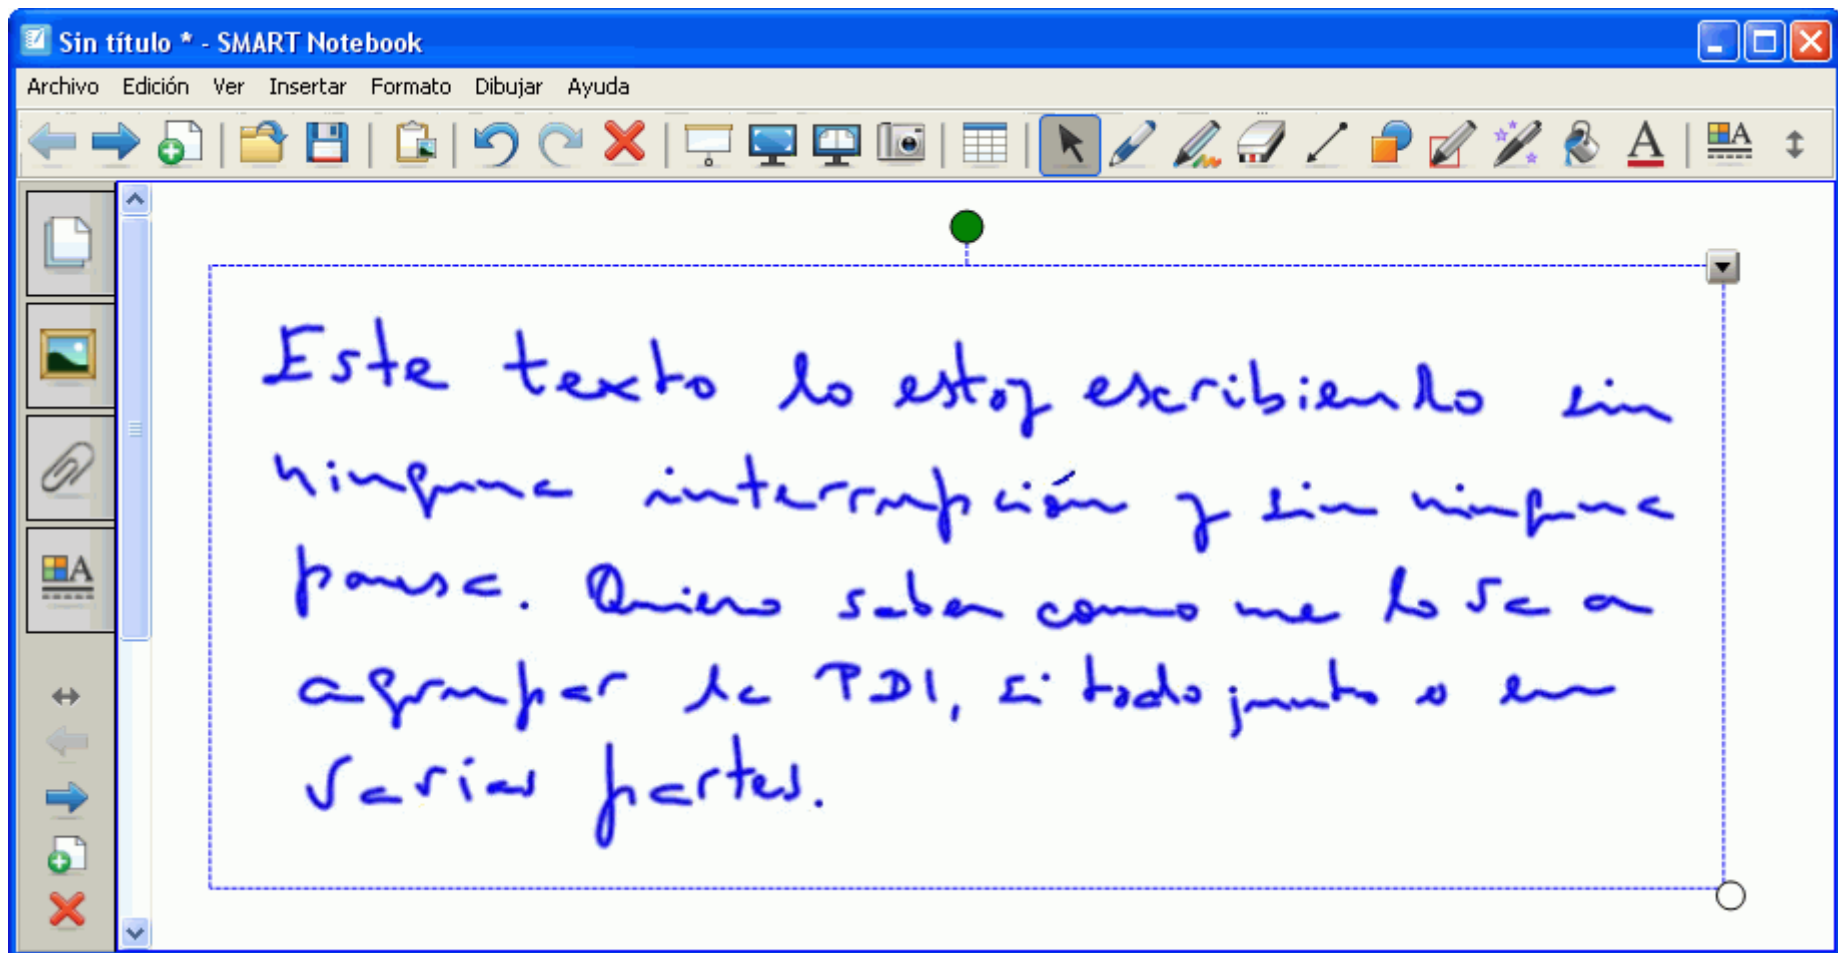 Sin título * - SMART Notebook
Archivo Edición Ver Insertar Formato Dibujar Ayuda
Este texto lo estoy escribiendo sin
ninguna interrupción y sin ninguna
pausa. Quiero saber como me lo va a
agrupar la PDI, si todo junto o en
varias partes.